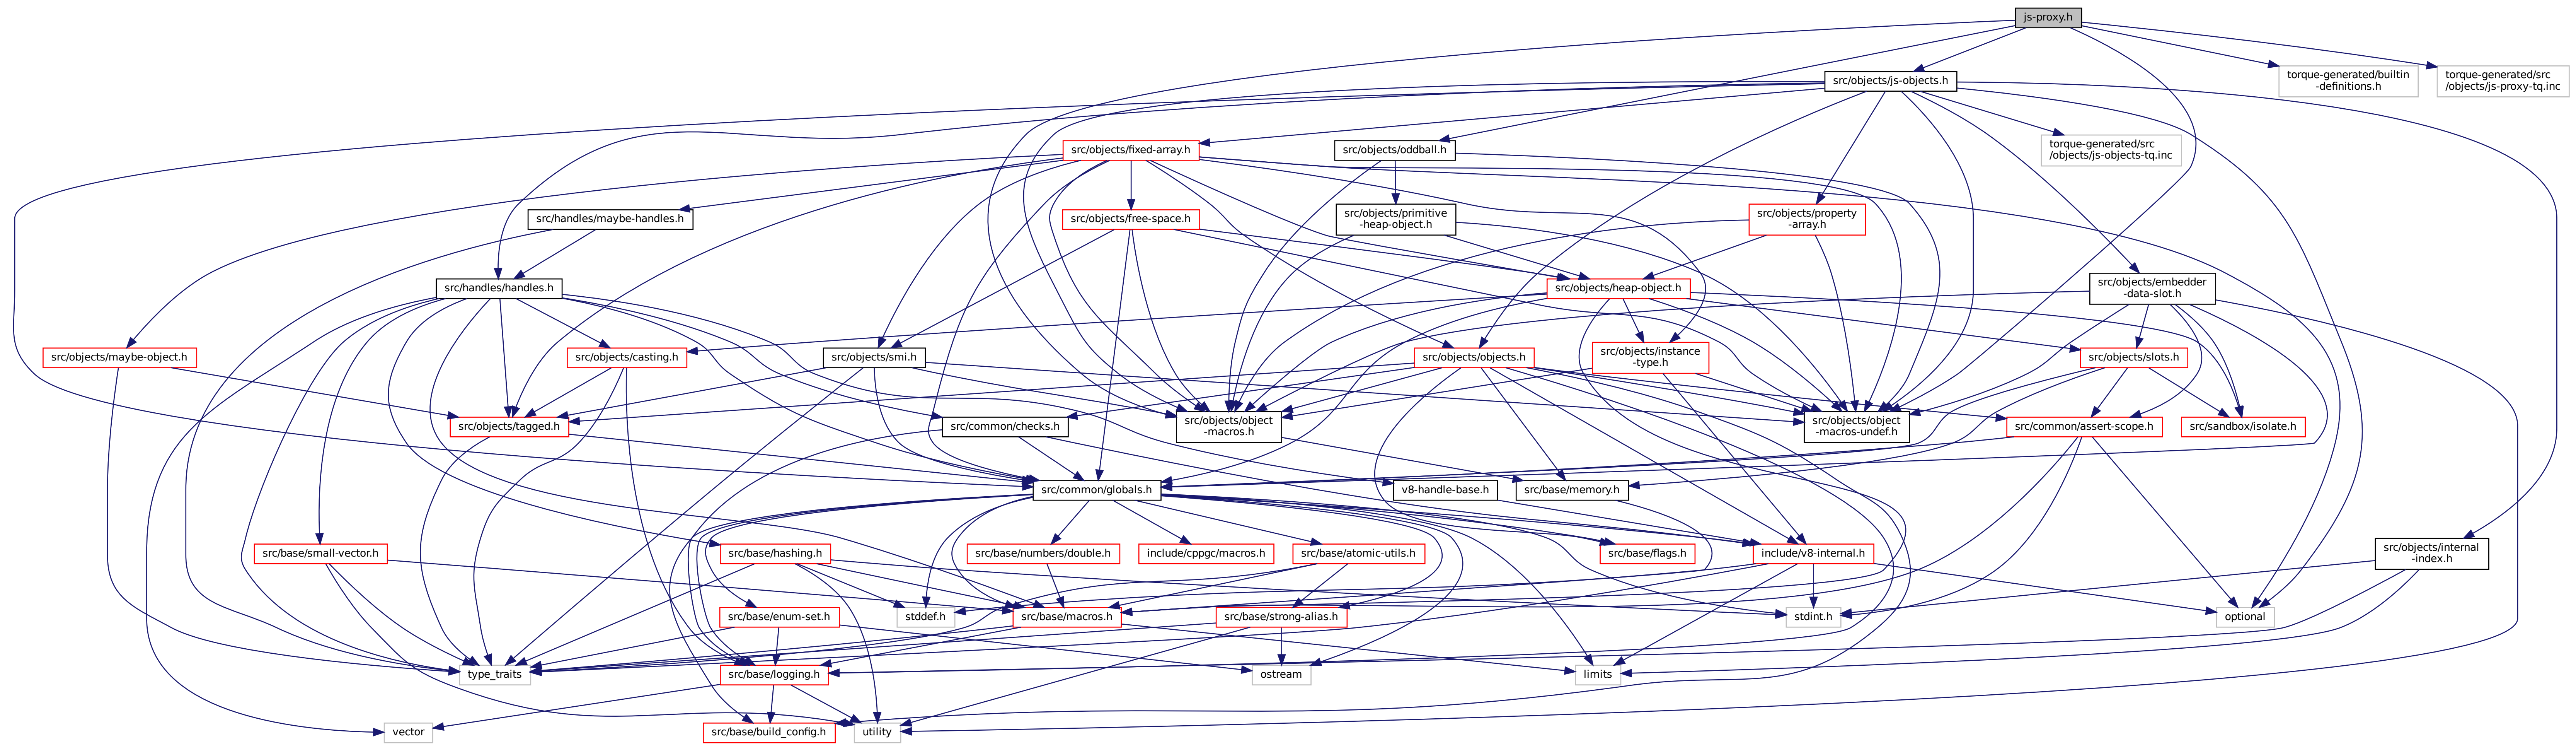 js-proxy.h
src/objects/js-objects.h
torque-generated/builtin
-definitions.h
torque-generated/src
/objects/js-proxy-tq.inc
src/objects/fixed-array.h
src/objects/oddball.h
torque-generated/src
/objects/js-objects-tq.inc
src/handles/maybe-handles.h
src/objects/free-space.h
src/objects/primitive
-heap-object.h
src/objects/property
-array.h
src/handles/handles.h
src/objects/heap-object.h
src/objects/embedder
-data-slot.h
src/objects/maybe-object.h
src/objects/casting.h
src/objects/smi.h
src/objects/objects.h
src/objects/instance
-type.h
src/objects/slots.h
src/objects/tagged.h
src/common/checks.h
src/objects/object
-macros.h
src/objects/object
-macros-undef.h
src/common/assert-scope.h
src/sandbox/isolate.h
src/common/globals.h
v8-handle-base.h
src/base/memory.h
src/base/small-vector.h
src/base/hashing.h
src/base/numbers/double.h
include/cppgc/macros.h
src/base/atomic-utils.h
src/base/flags.h
include/v8-internal.h
src/objects/internal
-index.h
src/base/enum-set.h
stddef.h
src/base/macros.h
src/base/strong-alias.h
stdint.h
optional
type_traits
src/base/logging.h
ostream
limits
vector
src/base/build_config.h
utility